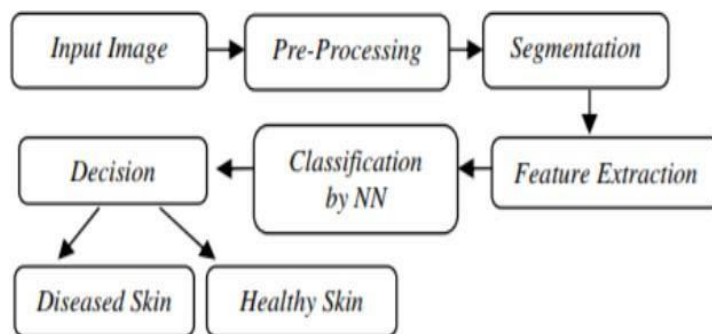 Input Image
Pre-Processing
Segmentation
Feature Extraction
Classification
by NN
Decision
Diseased Skin
Healthy Skin